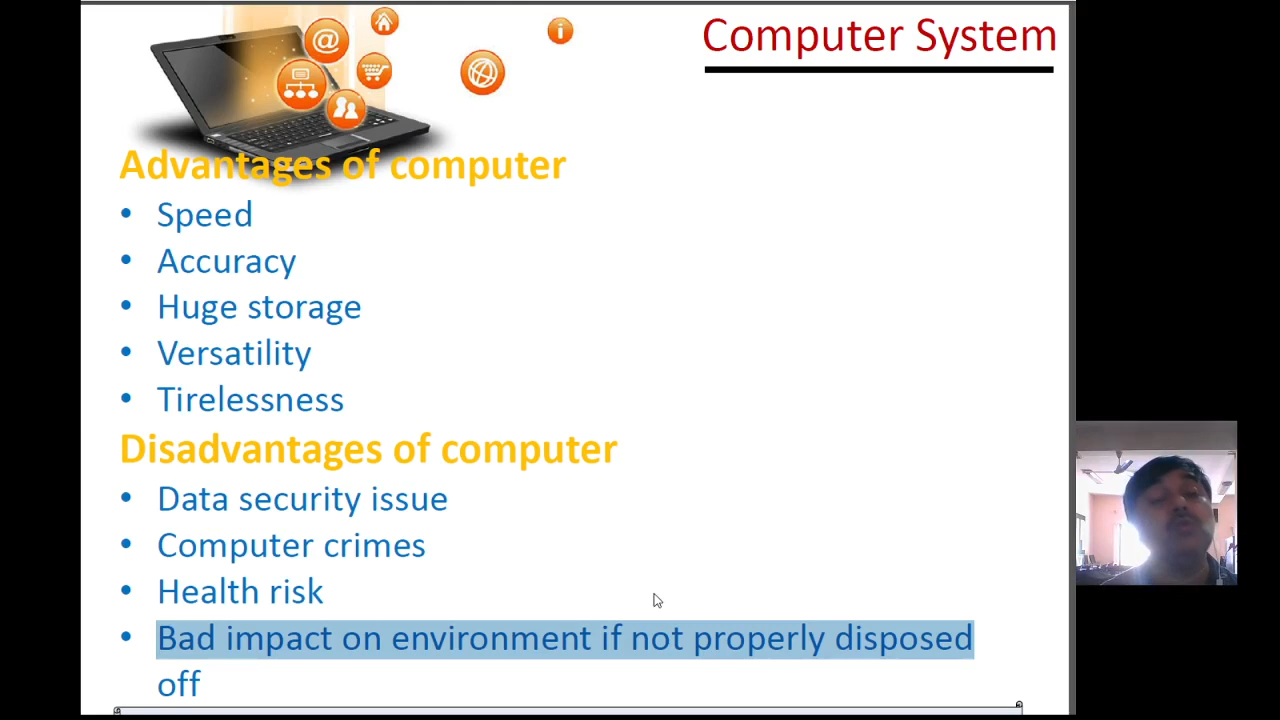 Computer System
@
i
Advantages of computer
• Speed
• Accuracy
• Huge storage
• Versatility
• Tirelessness
Disadvantages of computer
• Data security issue
• Computer crimes
• Health risk
• Bad impact on environment if not properly disposed
off